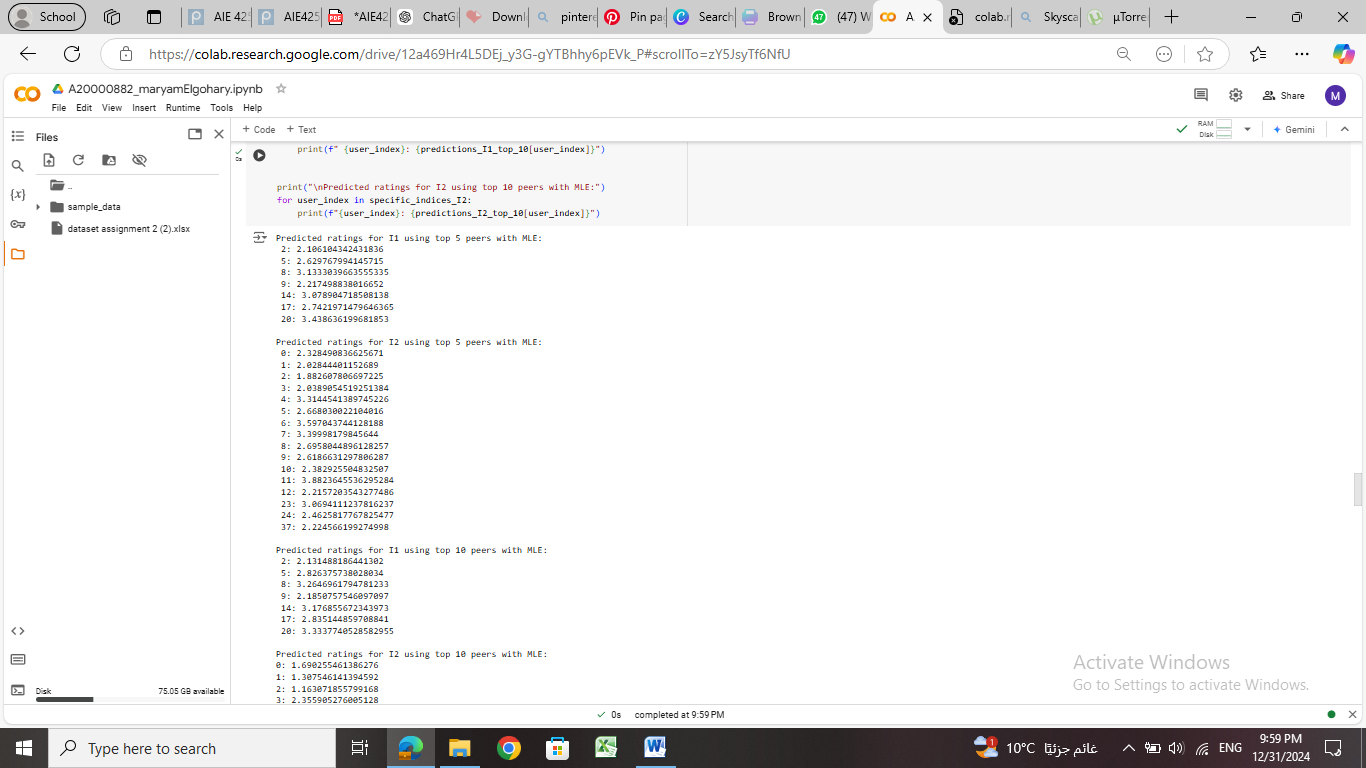 School
AIE 425
AIE425
*AIE42
ChatG
Downl
pintere
Pin pa
Search
Brown
(47) W
A
colab.r
Skysca
µTorre
https://colab.research.google.com/drive/12a469Hr4L5DEj_y3G-gYTBhhy6pEVk_P#scrollTo=zY5JsyTf6NfU
A20000882_maryamElgohary.ipynb
File Edit View Insert Runtime Tools Help
Share
M
Files
+ Code + Text
RAM
Disk
Gemini
..
sample_data
dataset assignment 2 (2).xlsx
{x}
0s
print(f" {user_index}: {predictions_I1_top_10[user_index]}")
print("\nPredicted ratings for I2 using top 10 peers with MLE:")
for user_index in specific_indices_I2:
print(f"{user_index}: {predictions_I2_top_10[user_index]}")
Predicted ratings for I1 using top 5 peers with MLE:
2: 2.106104342431836
5: 2.629767994145715
8: 3.1333039663555335
9: 2.217498838016652
14: 3.078904718508138
17: 2.7421971479646365
20: 3.438636199681853
Predicted ratings for I2 using top 5 peers with MLE:
0: 2.328490836625671
1: 2.02844401152689
2: 1.882607806697225
3: 2.0389054519251384
4: 3.3144541389745226
5: 2.668030022104016
6: 3.597043744128188
7: 3.39998179845644
8: 2.6958044896128257
9: 2.6186631297806287
10: 2.382925504832507
11: 3.8823645536295284
12: 2.2157203543277486
23: 3.0694111237816237
24: 2.4625817767825477
37: 2.224566199274998
Predicted ratings for I1 using top 10 peers with MLE:
2: 2.131488186441302
5: 2.826375738028034
8: 3.2646961794781233
9: 2.1850757546097097
14: 3.176855672343973
17: 2.835144859708841
20: 3.3337740528582955
Predicted ratings for I2 using top 10 peers with MLE:
0: 1.690255461386276
1: 1.307546141394592
2: 1.163071855799168
3: 2.355905276005128
Activate Windows
Go to Settings to activate Windows.
Disk
75.05 GB available
0s completed at 9:59 PM
Type here to search
1
10°C غائم جزئيًا
ENG
9:59 PM
12/31/2024